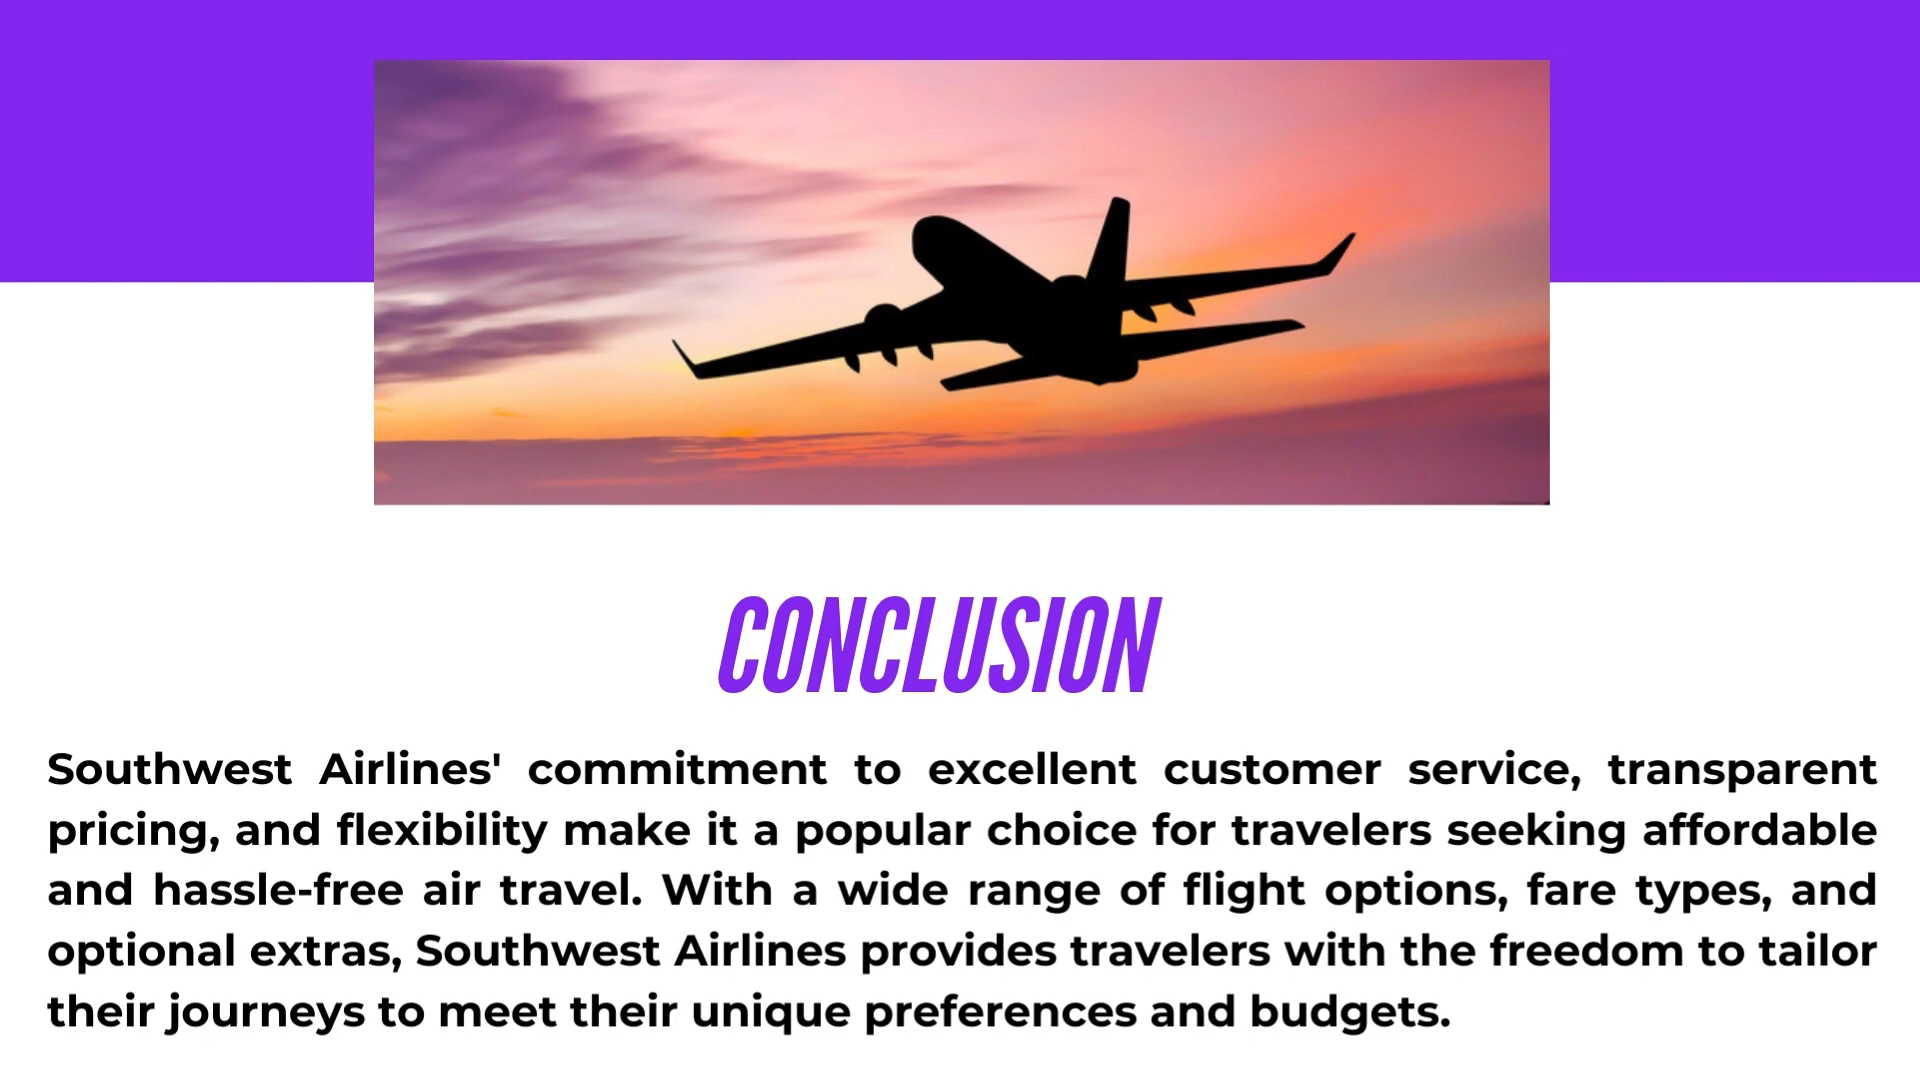 CONCLUSION
Southwest Airlines' commitment to excellent customer service, transparent
pricing, and flexibility make it a popular choice for travelers seeking affordable
and hassle-free air travel. With a wide range of flight options, fare types, and
optional extras, Southwest Airlines provides travelers with the freedom to tailor
their journeys to meet their unique preferences and budgets.